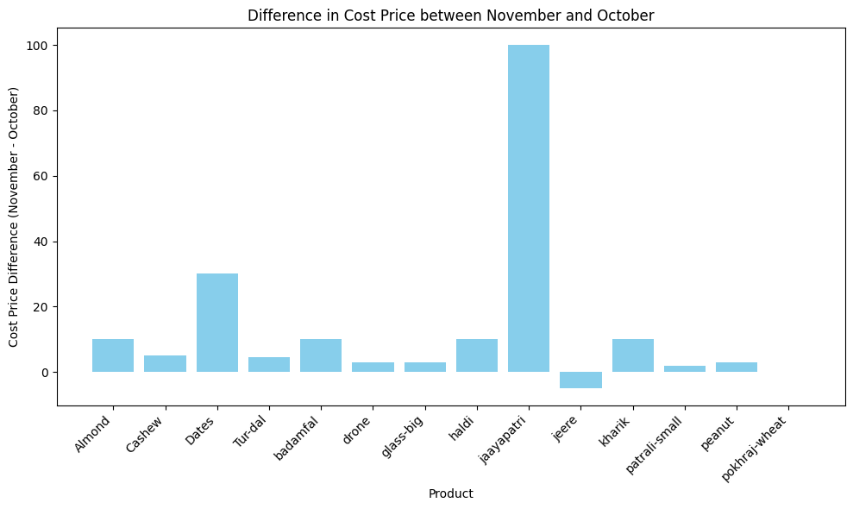 Difference in Cost Price between November and October
Cost Price Difference (November - October)
100
80
60
40
20
0
Almond
Cashew
Dates
Tur-dal
badamfal
drone
glass-big
haldi
jaayapatri
jeere
kharik
patrali-small
peanut
pokhraj-wheat
Product